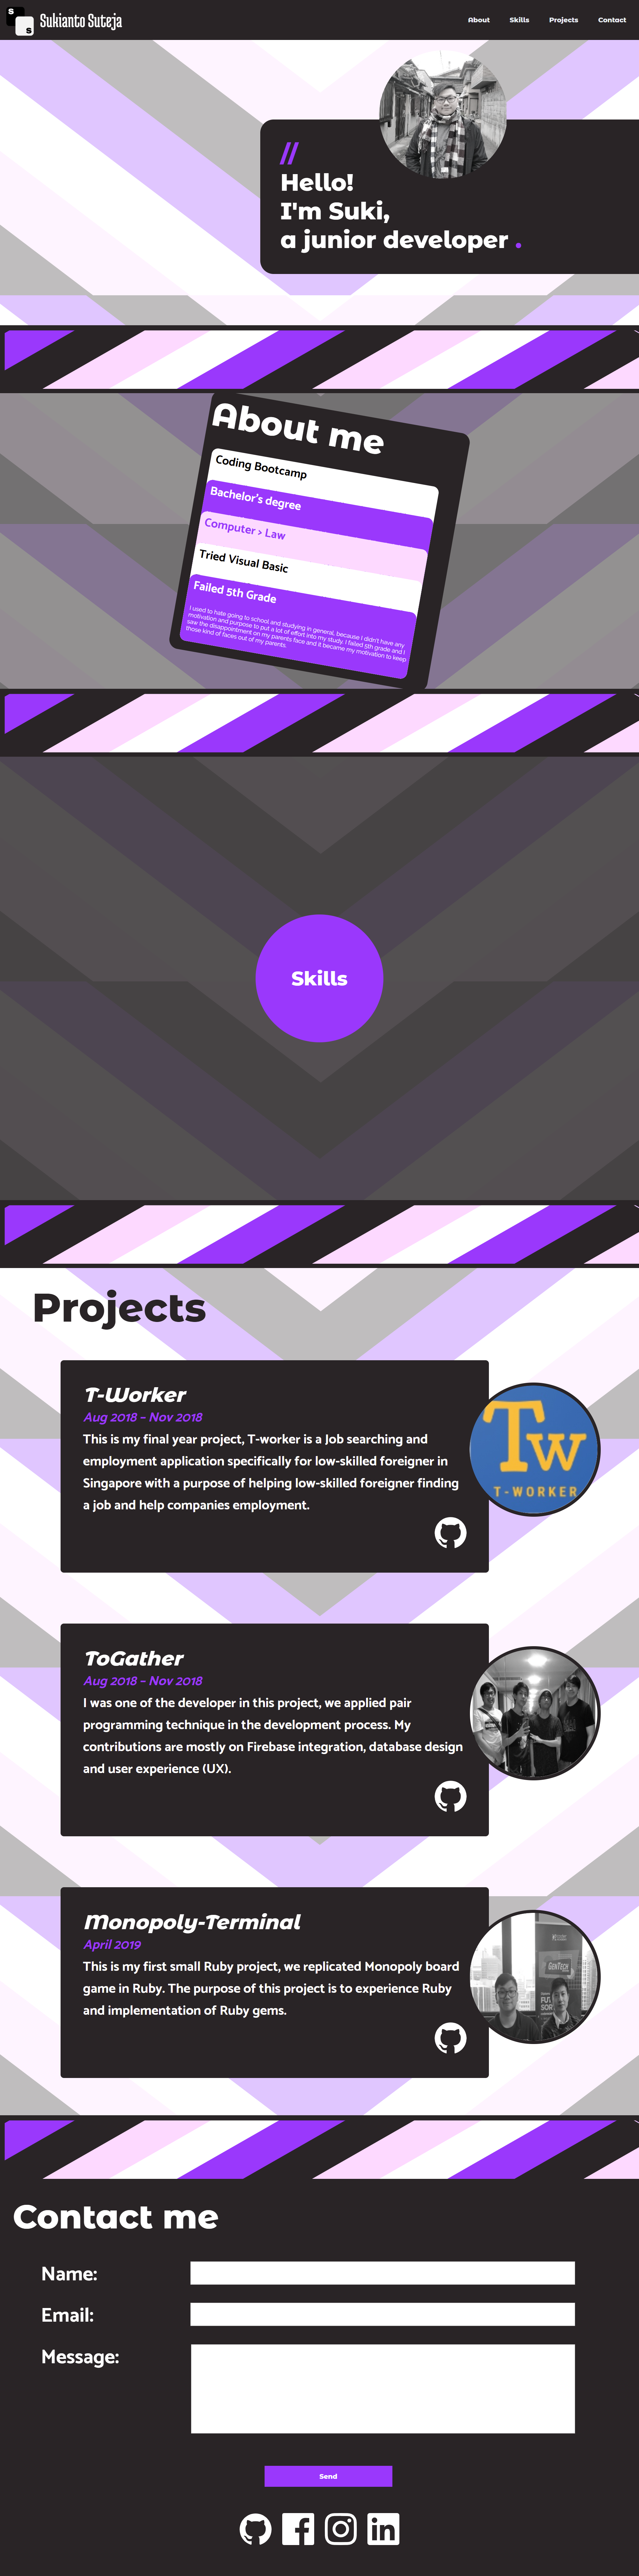 S
S
Sukianto Suteja
About
Skills
Projects
Contact
//
Hello!
I'm Suki,
a junior developer .
About me
Coding Bootcamp
Bachelor's degree
Computer > Law
Tried Visual Basic
Failed 5th Grade
I used to hate going to school and studying in general, because I didn't have any
motivation and purpose to put a lot of effort into my study. I failed 5th grade and I
saw the disappointment on my parents face and it became my motivation to keep
those kind of faces out of my parents.
Skills
Projects
T-Worker
Aug 2018 - Nov 2018
This is my final year project, T-worker is a Job searching and
employment application specifically for low-skilled foreigner in
Singapore with a purpose of helping low-skilled foreigner finding
a job and help companies employment.
Tw
T-WORKER
ToGather
Aug 2018 - Nov 2018
I was one of the developer in this project, we applied pair
programming technique in the development process. My
contributions are mostly on Firebase integration, database design
and user experience (UX).
Monopoly-Terminal
April 2019
This is my first small Ruby project, we replicated Monopoly board
game in Ruby. The purpose of this project is to experience Ruby
and implementation of Ruby gems.
GenTech
Contact me
Name:
Email:
Message:
Send